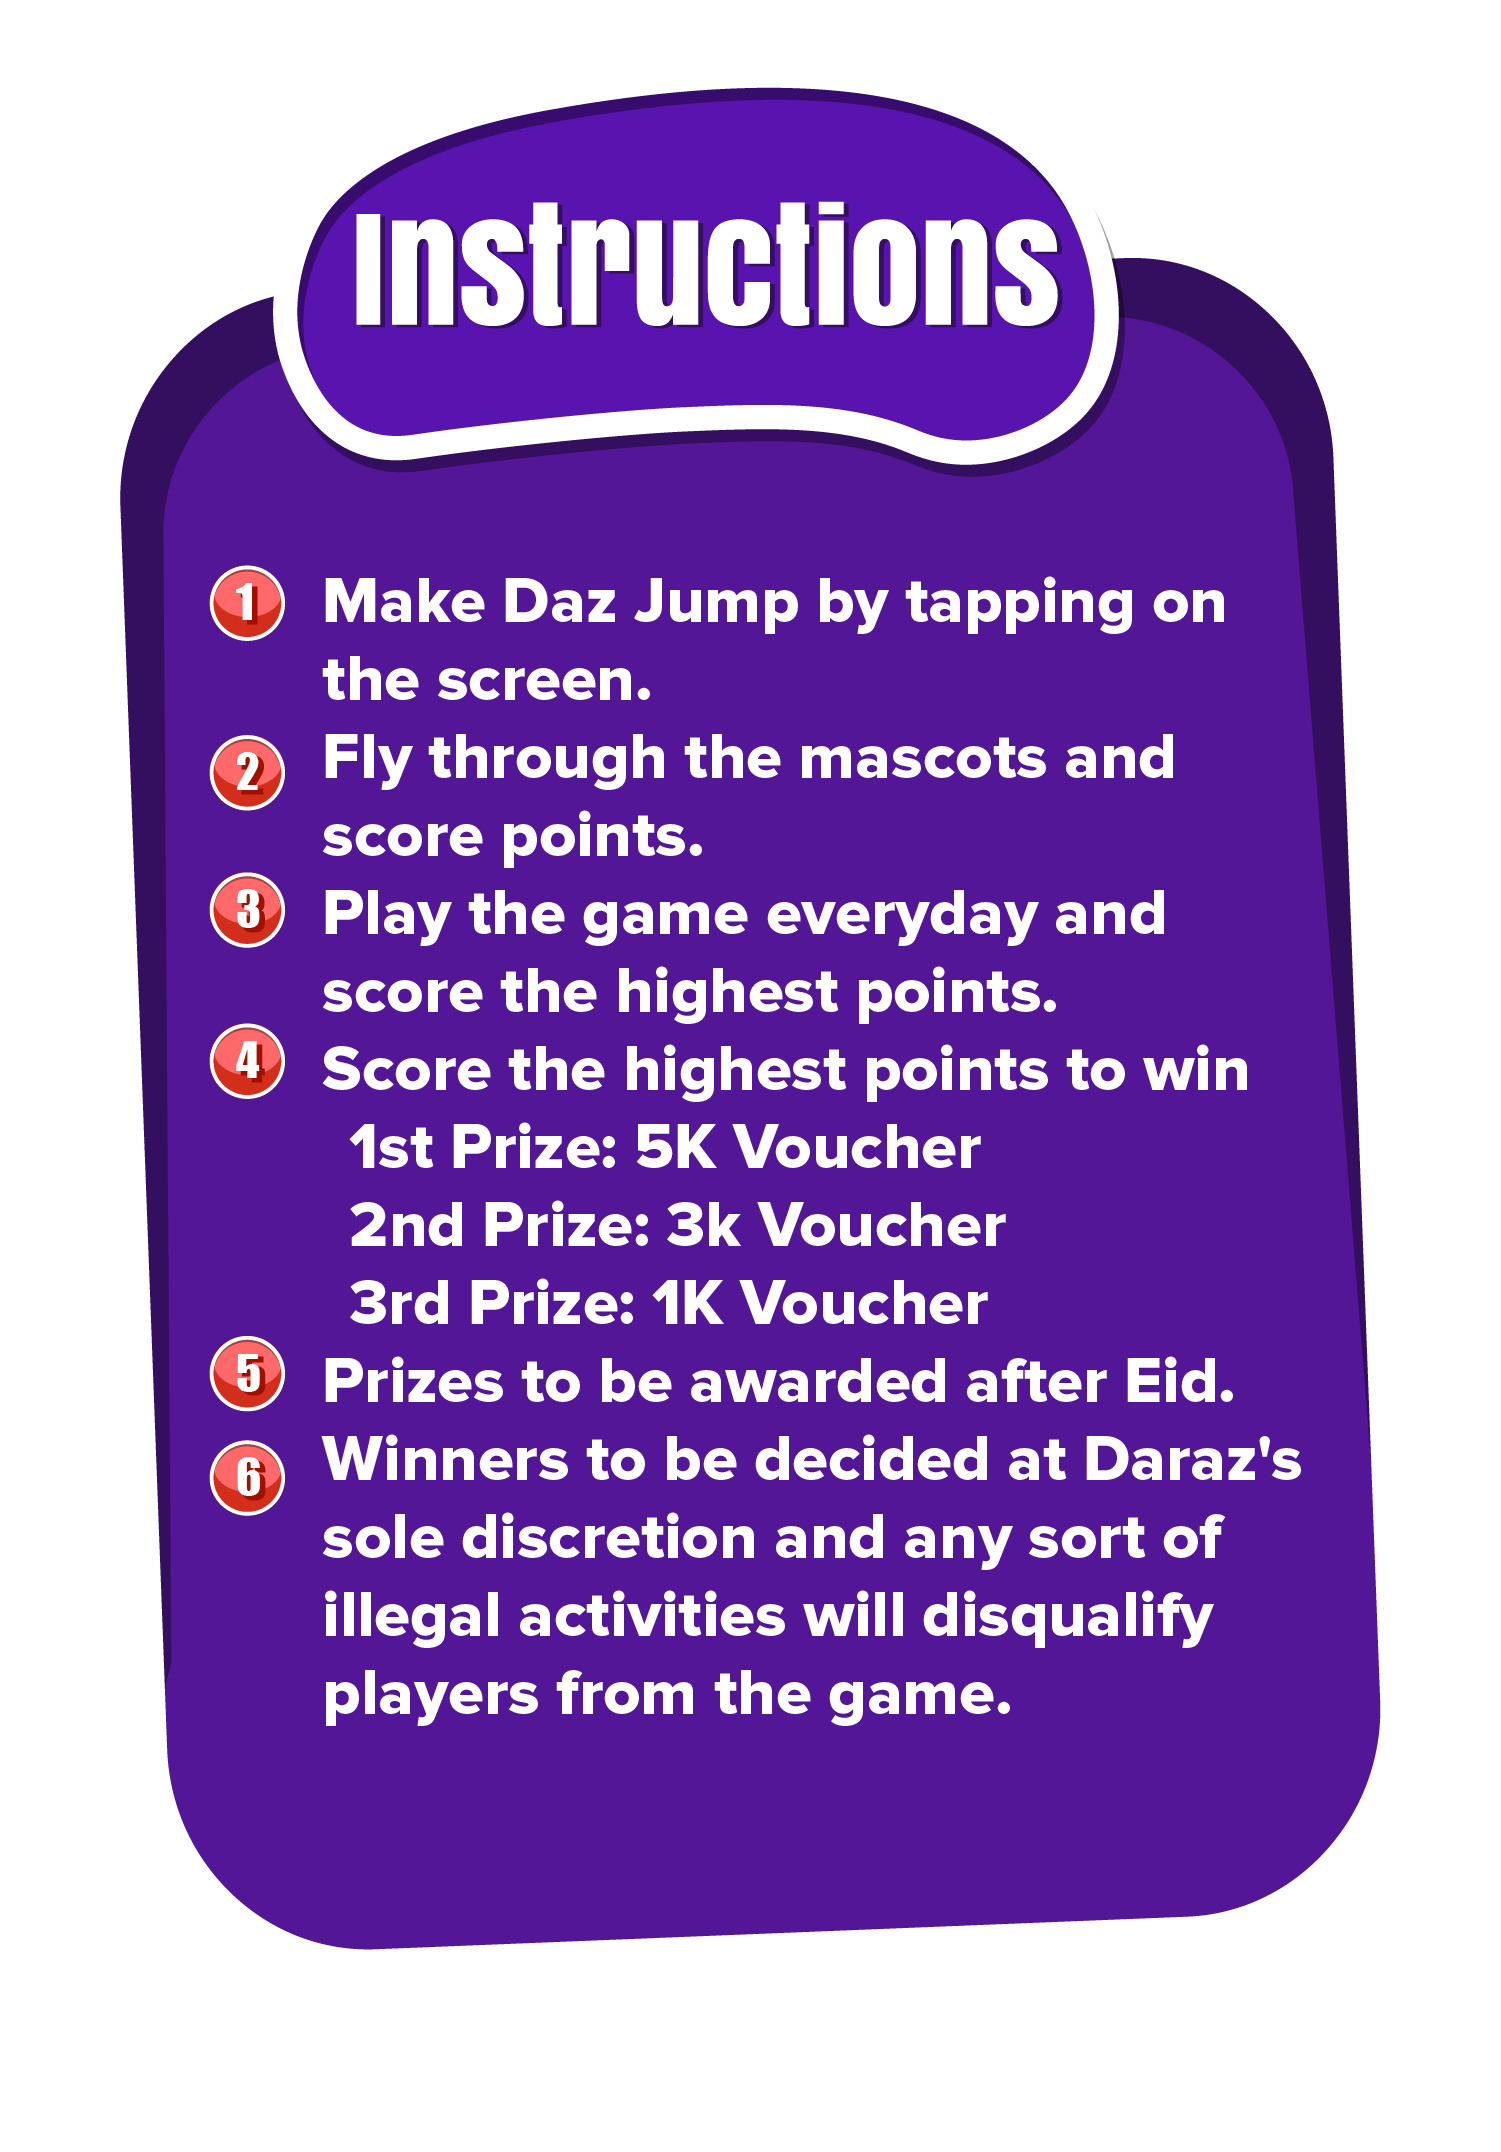 Instructions
1 Make Daz Jump by tapping on
the screen.
2 Fly through the mascots and
score points.
3 Play the game everyday and
score the highest points.
4 Score the highest points to win
1st Prize: 5K Voucher
2nd Prize: 3k Voucher
3rd Prize: 1K Voucher
5 Prizes to be awarded after Eid.
6 Winners to be decided at Daraz's
sole discretion and any sort of
illegal activities will disqualify
players from the game.